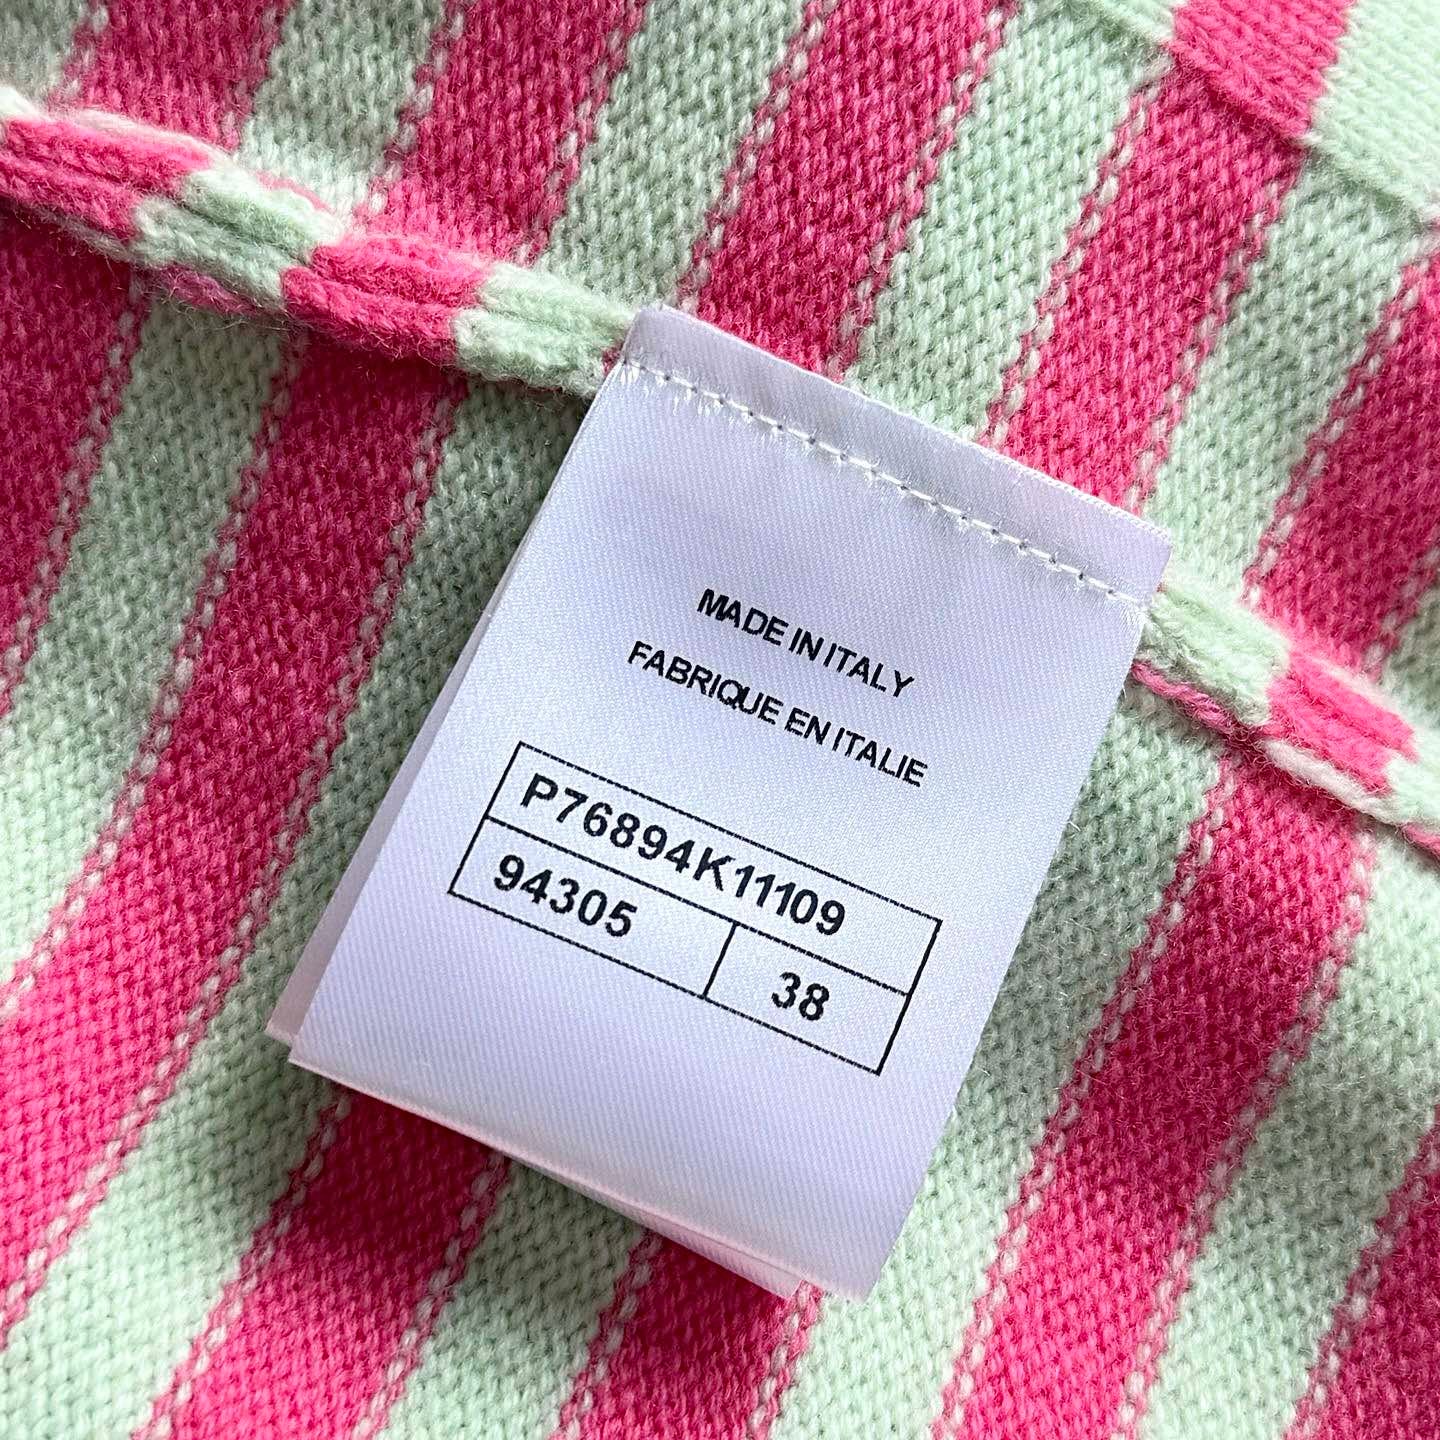 MADE IN ITALY
FABRIQUE EN ITALIE
P76894K11109
94305 38